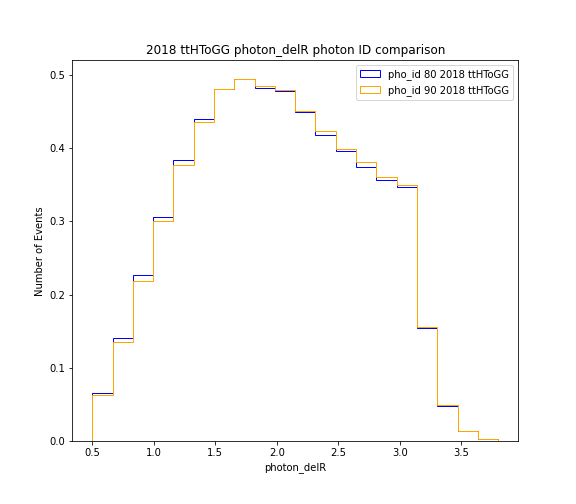 2018 ttHToGG photon_delR photon ID comparison
pho_id 80 2018 ttHToGG
pho_id 90 2018 ttHToGG
Number of Events
0.5
0.4
0.3
0.2
0.1
0.0
0.5 1.0 1.5 2.0 2.5 3.0 3.5
photon_delR